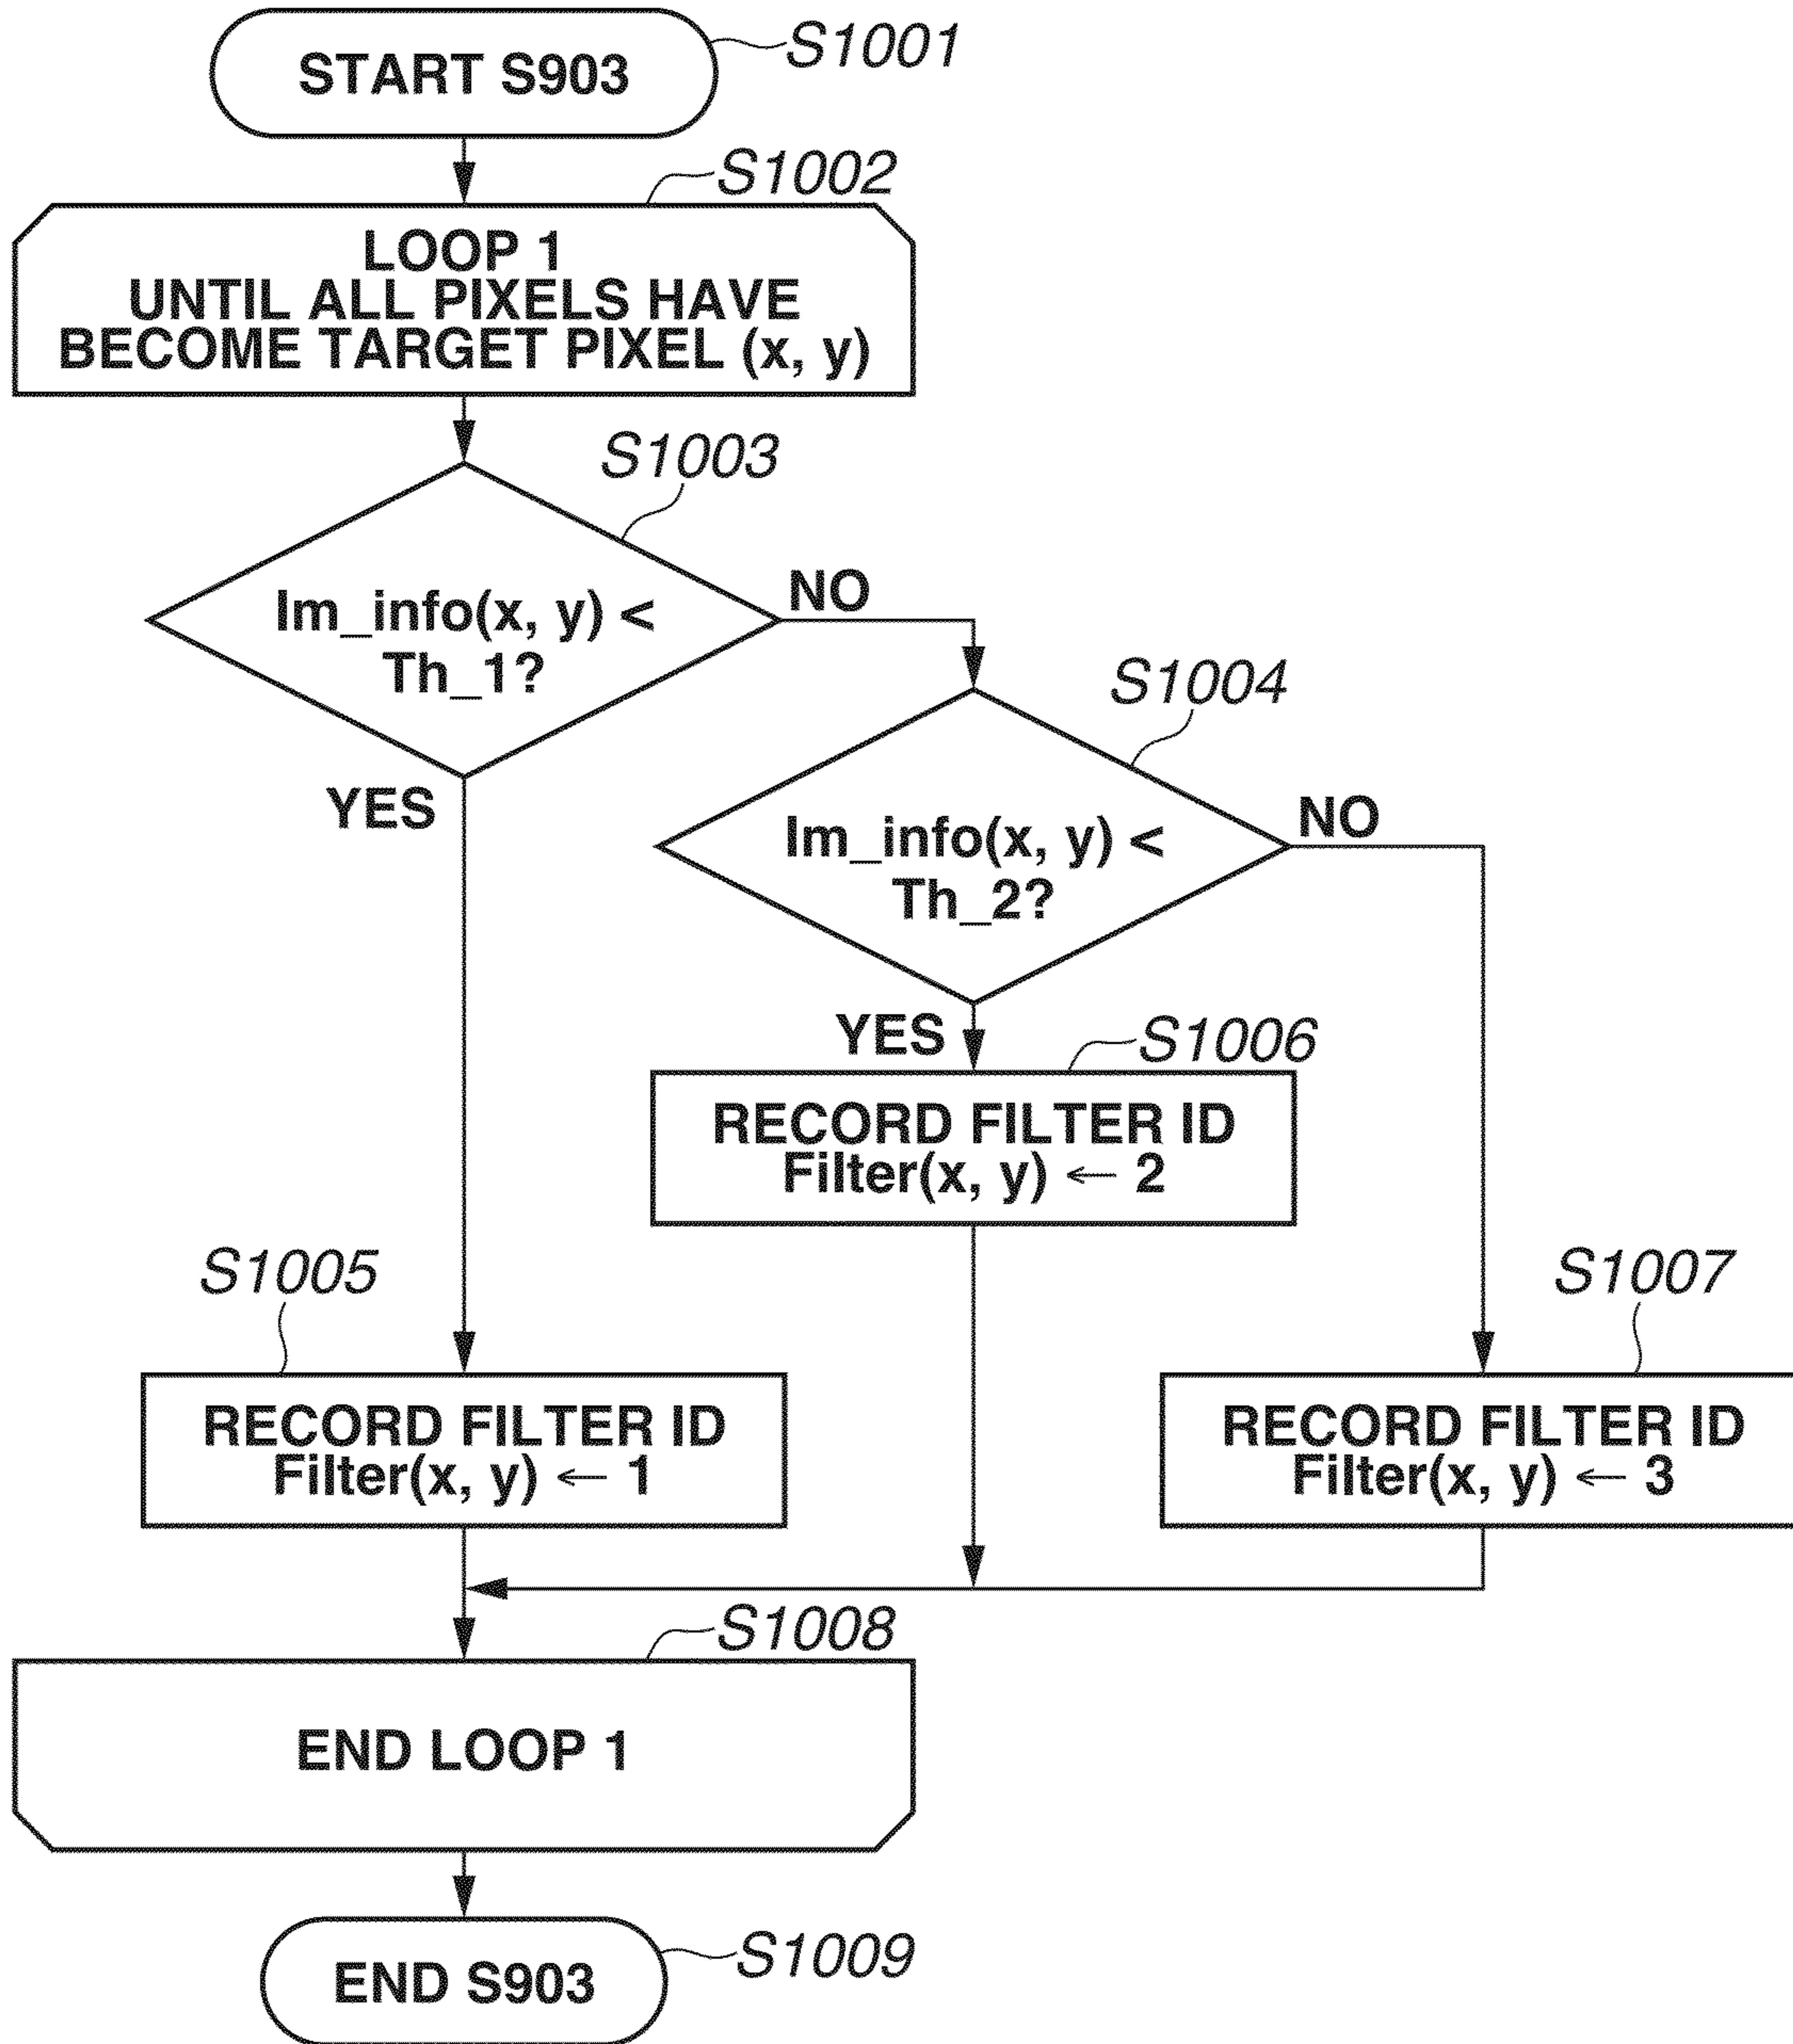 START S903
S1001
S1002
LOOP 1
UNTIL ALL PIXELS HAVE
BECOME TARGET PIXEL (x, y)
S1003
Im_info(x, y) <
Th_1?
NO
YES
S1004
Im_info(x, y) <
Th_2?
NO
YES
S1006
RECORD FILTER ID
Filter(x, y) ← 2
S1005
RECORD FILTER ID
Filter(x, y) ← 1
S1007
RECORD FILTER ID
Filter(x, y) ← 3
S1008
END LOOP 1
END S903
S1009